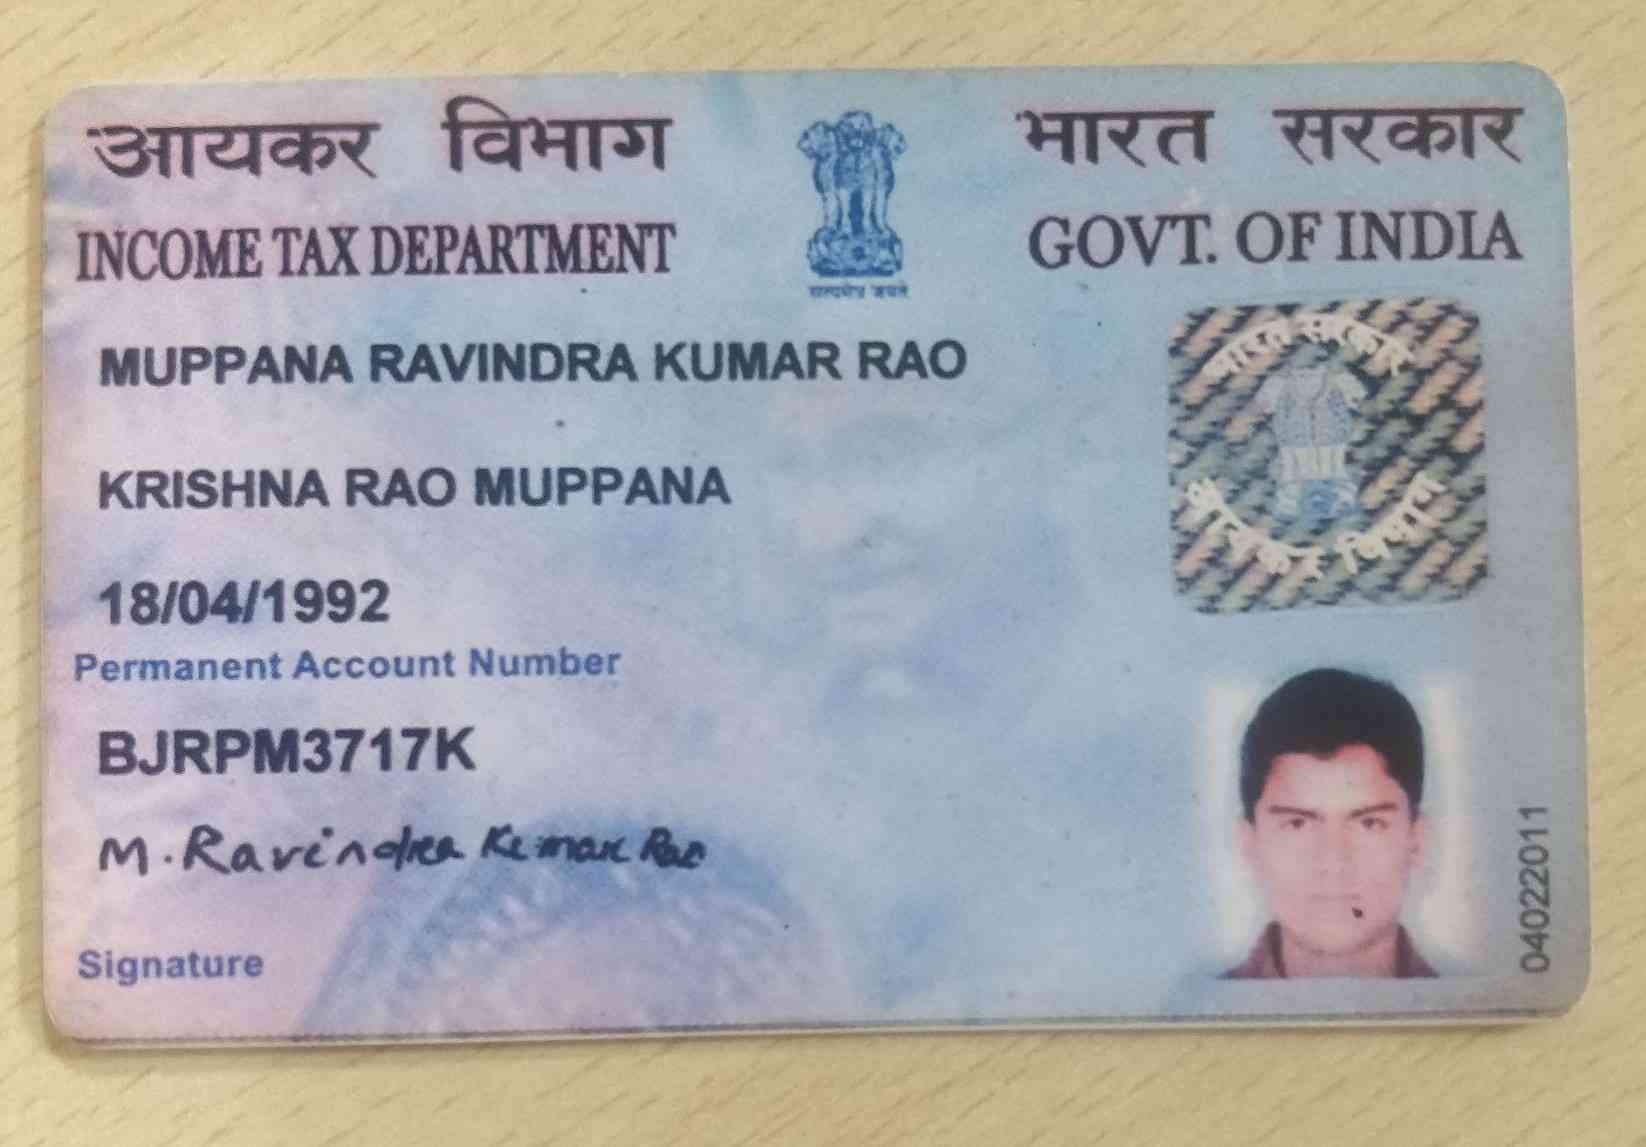 आयकर विभाग
INCOME TAX DEPARTMENT
सत्यमेव जयते
भारत सरकार
GOVT. OF INDIA
MUPPANA RAVINDRA KUMAR RAO
KRISHNA RAO MUPPANA
18/04/1992
Permanent Account Number
BJRPM3717K
M. Ravindra Kumar Rao
Signature
भारत सरकार
आयकर विभाग
04022011